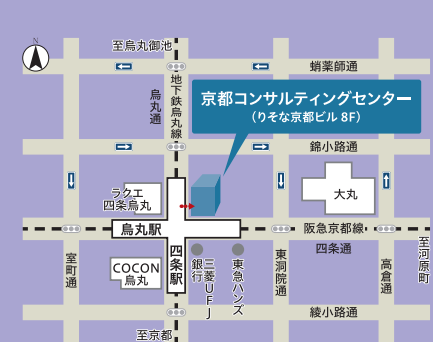 N
至烏丸御池
蛸薬師通
地下鉄烏丸線
烏丸通
京都コンサルティングセンター
(りそな京都ビル 8F)
錦小路通
ラクエ
四条烏丸
大丸
烏丸駅
四条駅
阪急京都線
四条通
至河原町
室町通
COCON
烏丸
三菱UFJ
銀行
東急ハンズ
東洞院通
高倉通
綾小路通
至京都